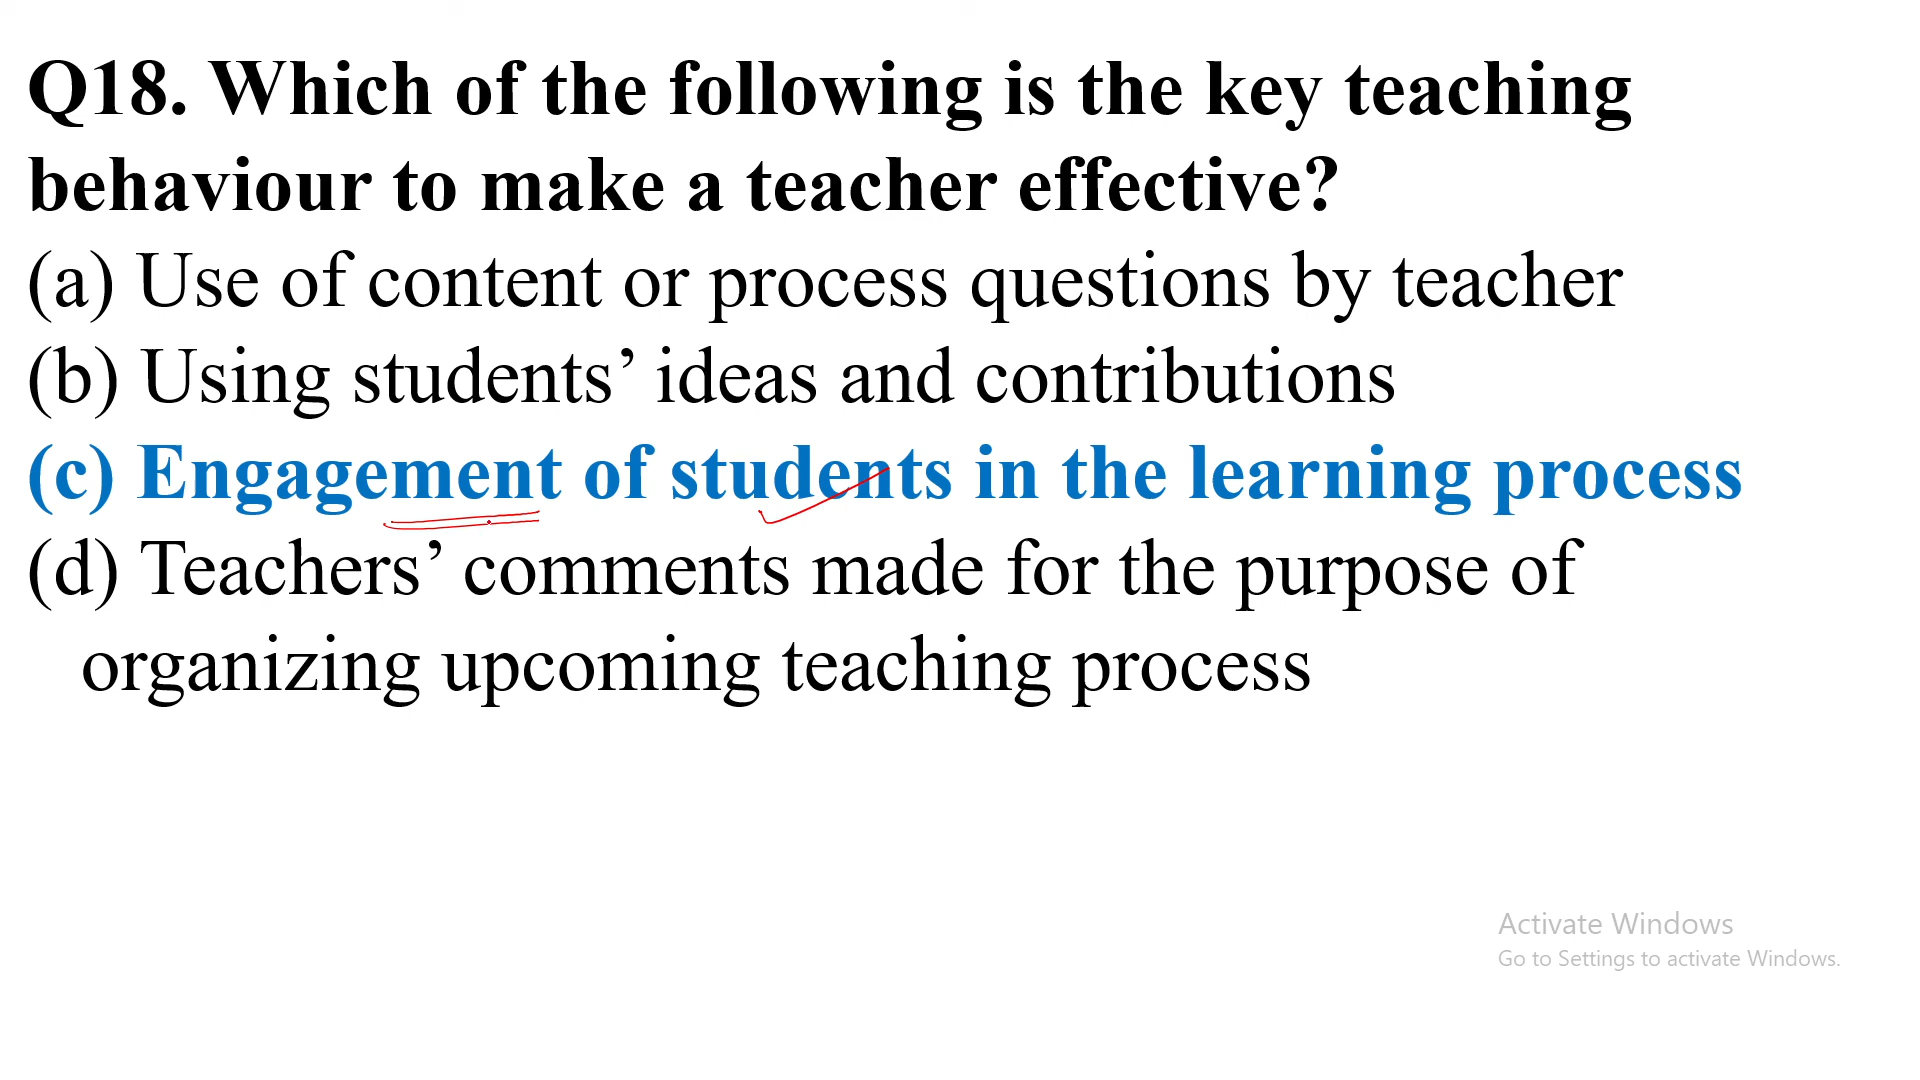 Q18. Which of the following is the key teaching
behaviour to make a teacher effective?
(a) Use of content or process questions by teacher
(b) Using students’ ideas and contributions
(c) Engagement of students in the learning process
(d) Teachers’ comments made for the purpose of
organizing upcoming teaching process
Activate Windows
Go to Settings to activate Windows.